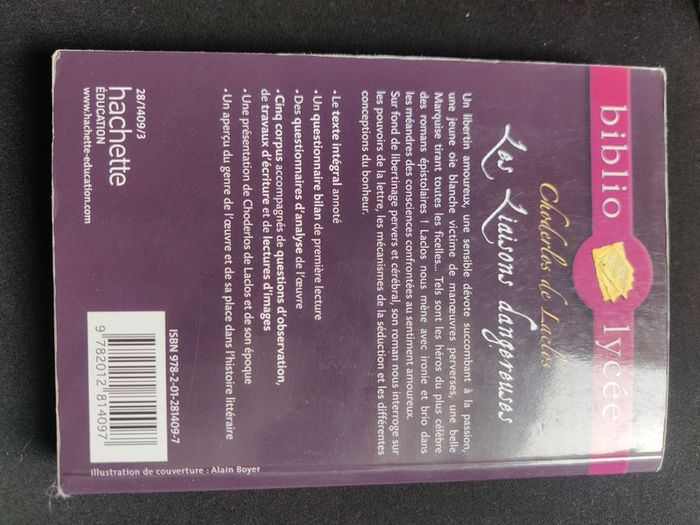 biblio lycée
Choderlos de Laclos
Les Liaisons dangereuses
Un libertin amoureux, une sensible dévote succombant à la passion,
une jeune oie blanche victime de manœuvres perverses, une belle
Marquise tirant toutes les ficelles... Tels sont les héros du plus célèbre
des romans épistolaires ! Laclos nous mène avec ironie et brio dans
les méandres des consciences confrontées au sentiment amoureux.
Sur fond de libertinage pervers et cérébral, son roman nous interroge sur
les pouvoirs de la lettre, les mécanismes de la séduction et les différentes
conceptions du bonheur.
• Le texte intégral annoté
• Un questionnaire bilan de première lecture
• Des questionnaires d'analyse de l'œuvre
• Cinq corpus accompagnés de questions d'observation,
de travaux d'écriture et de lectures d'images
• Une présentation de Choderlos de Laclos et de son époque
• Un aperçu du genre de l'œuvre et de sa place dans l'histoire littéraire
28/1409/3
hachette
ÉDUCATION
www.hachette-education.com
ISBN 978-2-01-281409-7
9 782012 814097
Illustration de couverture : Alain Boyer